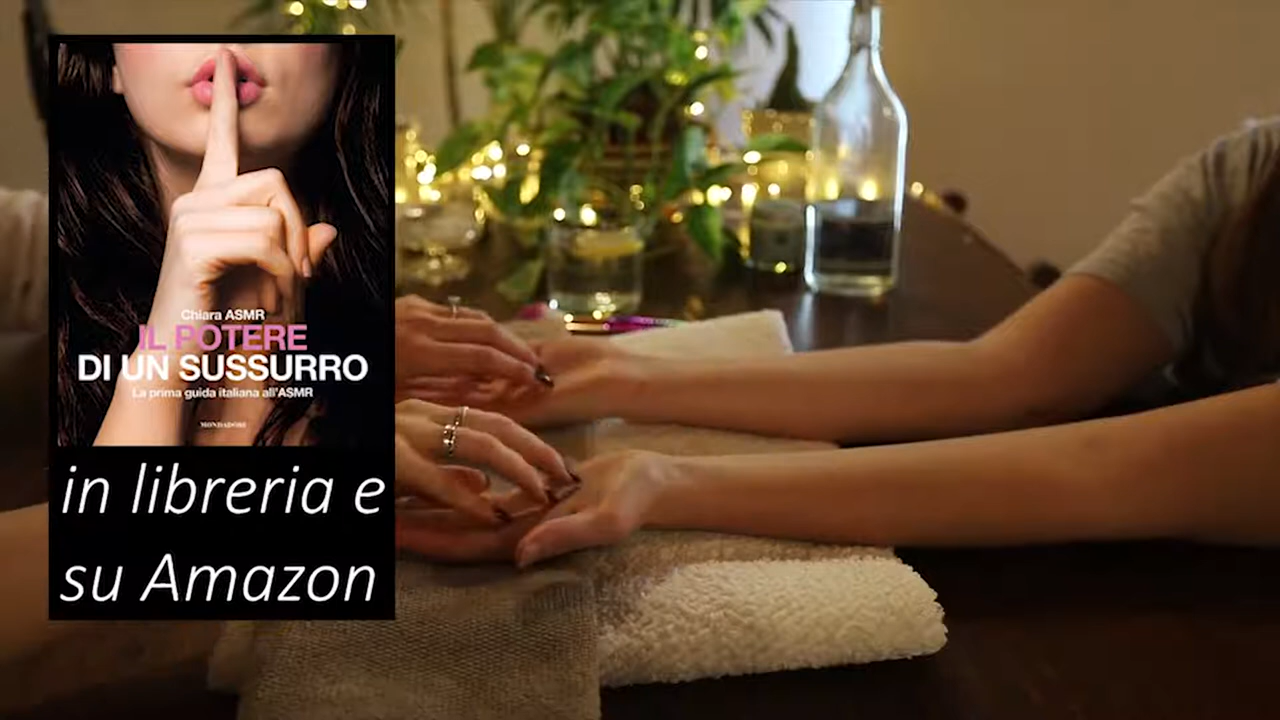 Chiara ASMR
IL POTERE
DI UN SUSSURRO
La prima guida italiana all'ASMR
MONDADORI
in libreria e
su Amazon